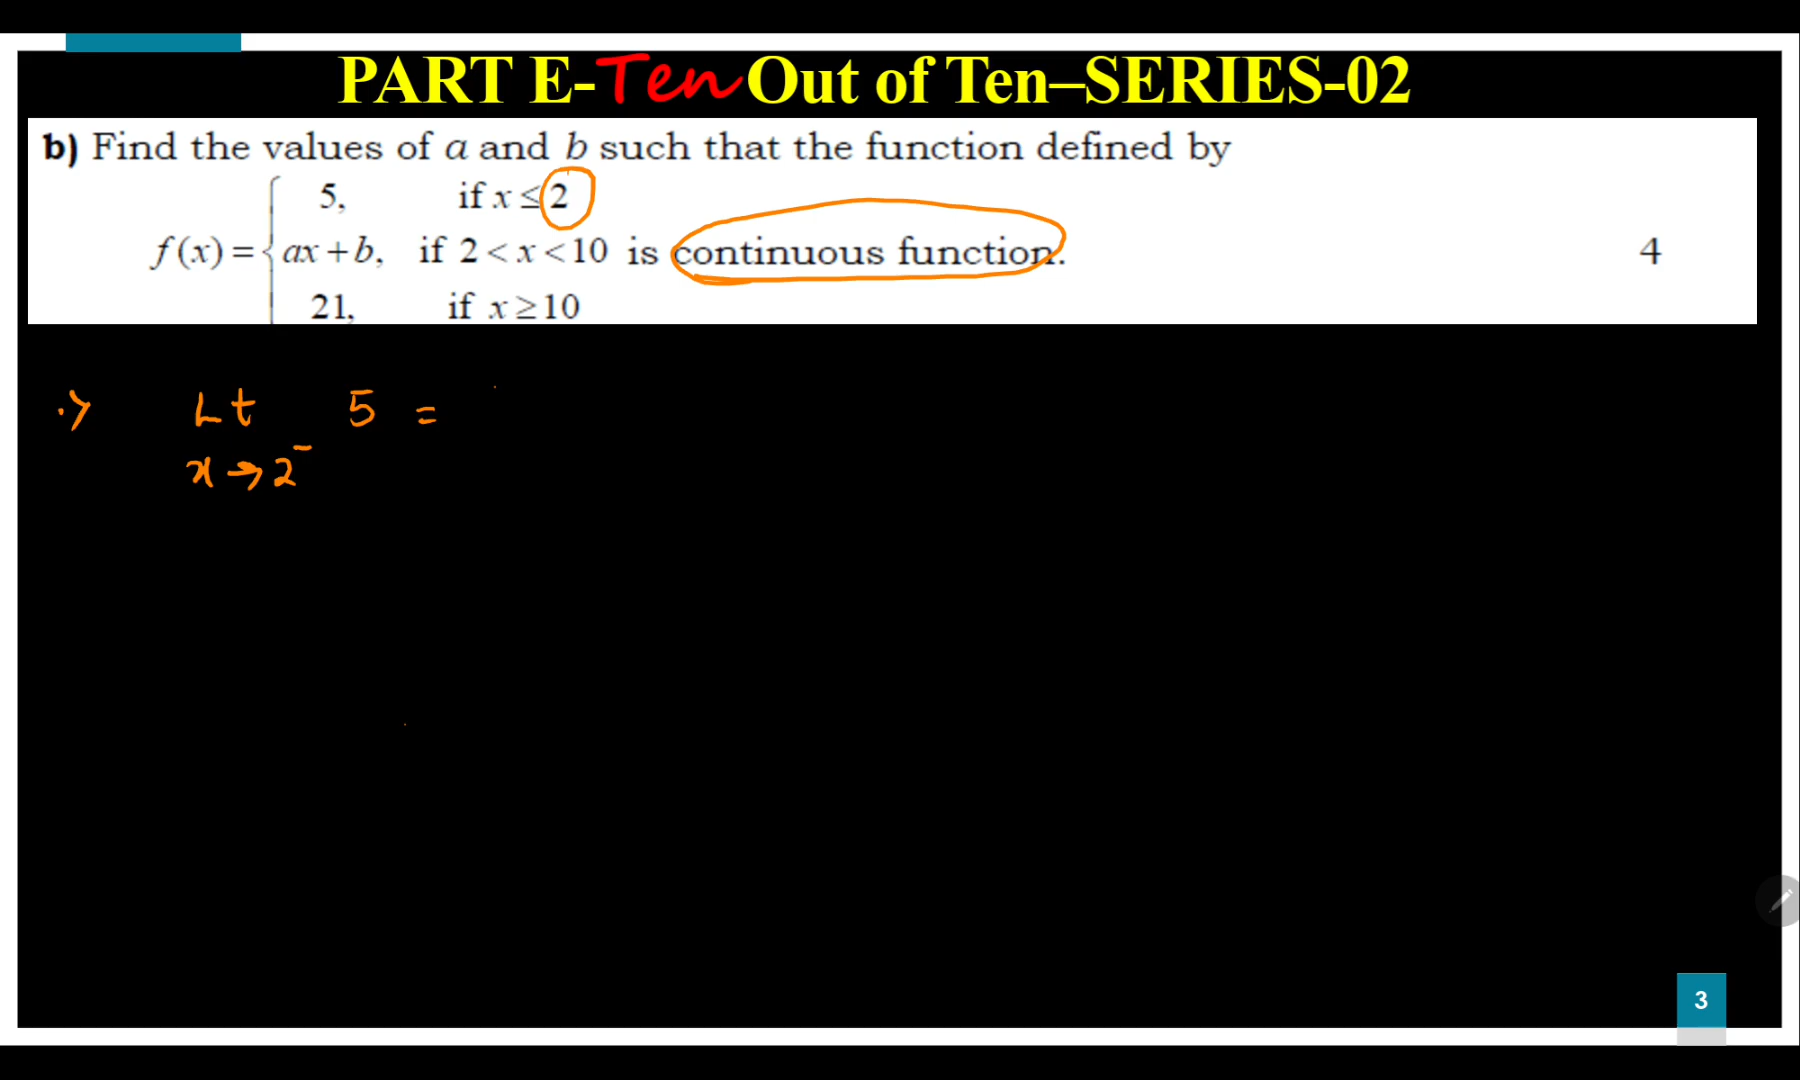 PART E-Ten Out of Ten–SERIES-02
b) Find the values of a and b such that the function defined by
5, if x ≤ 2
f(x) = { ax + b, if 2 < x < 10 is continuous function. 4
21, if x ≥ 10
:> Lt 5 =
x → 2⁻
3